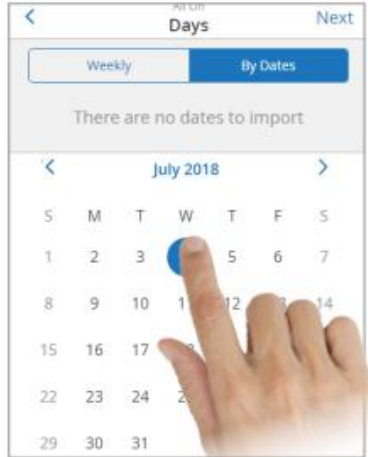 Days
Next
Weekly
By Dates
There are no dates to import
July 2018
S M T W T F S
1 2 3 5 6 7
8 9 10 12 14
15 16 17
22 23 24
29 30 31